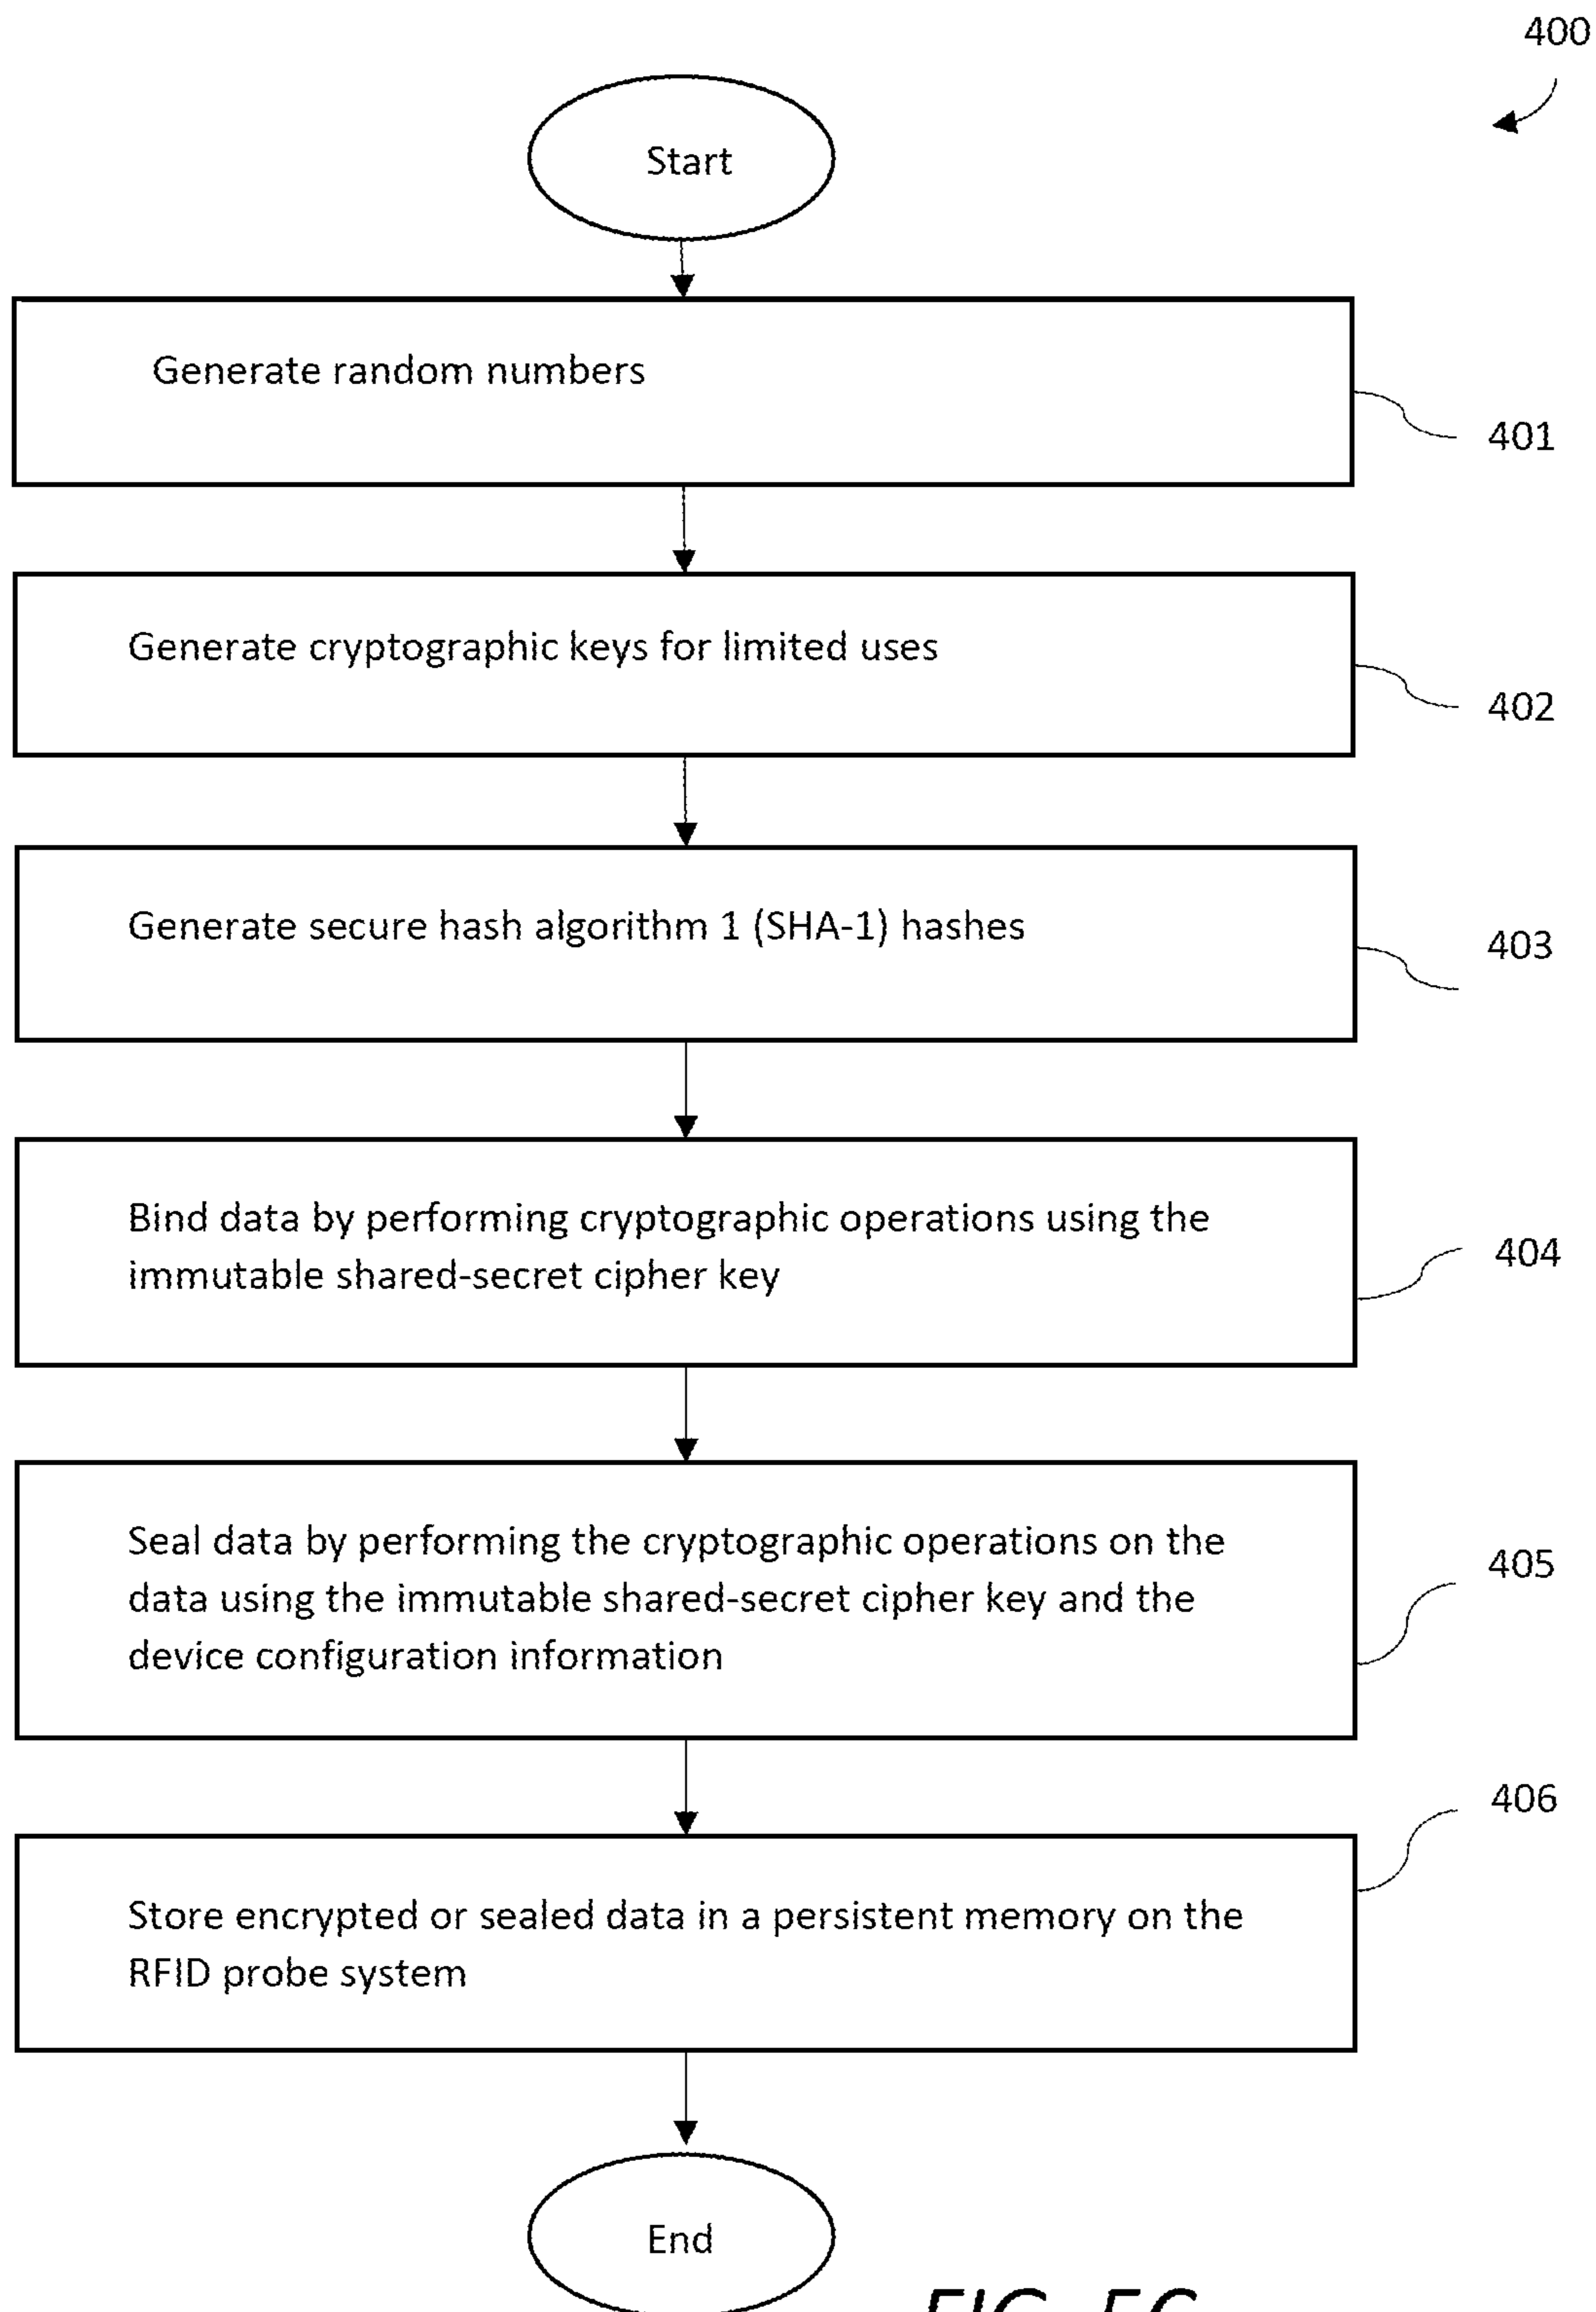 400
Start
Generate random numbers
401
Generate cryptographic keys for limited uses
402
Generate secure hash algorithm 1 (SHA-1) hashes
403
Bind data by performing cryptographic operations using the
immutable shared-secret cipher key
404
Seal data by performing the cryptographic operations on the
data using the immutable shared-secret cipher key and the
device configuration information
405
406
Store encrypted or sealed data in a persistent memory on the
RFID probe system
End